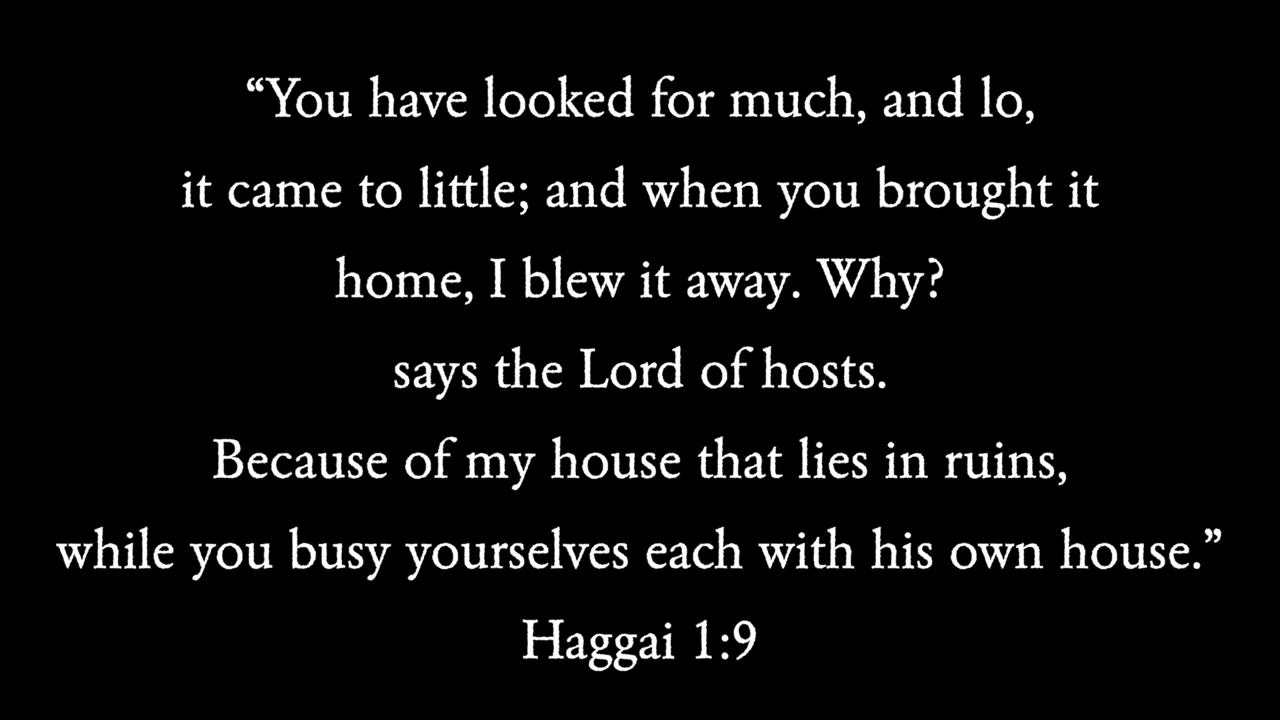 “You have looked for much, and lo,
it came to little; and when you brought it
home, I blew it away. Why?
says the Lord of hosts.
Because of my house that lies in ruins,
while you busy yourselves each with his own house.”
Haggai 1:9